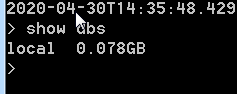 2020-04-30T14:35:48.429
> show dbs
local  0.078GB
>